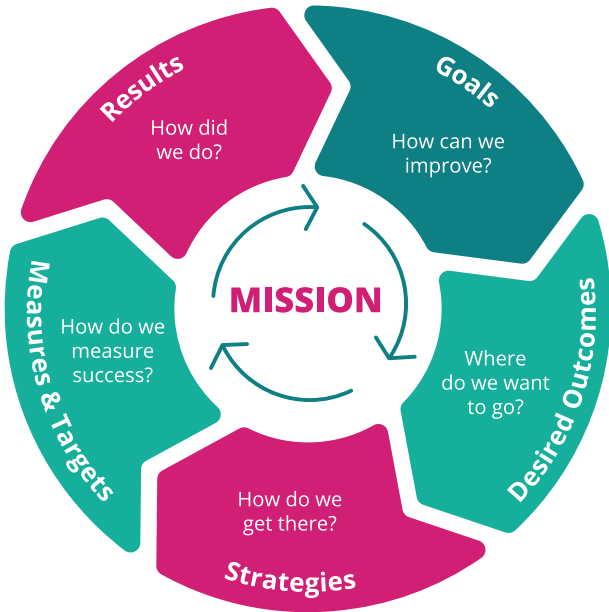 Goals
How can we
improve?
Desired Outcomes
Where
do we want
to go?
Strategies
How do we
get there?
Measures & Targets
How do we
measure
success?
Results
How did
we do?
MISSION